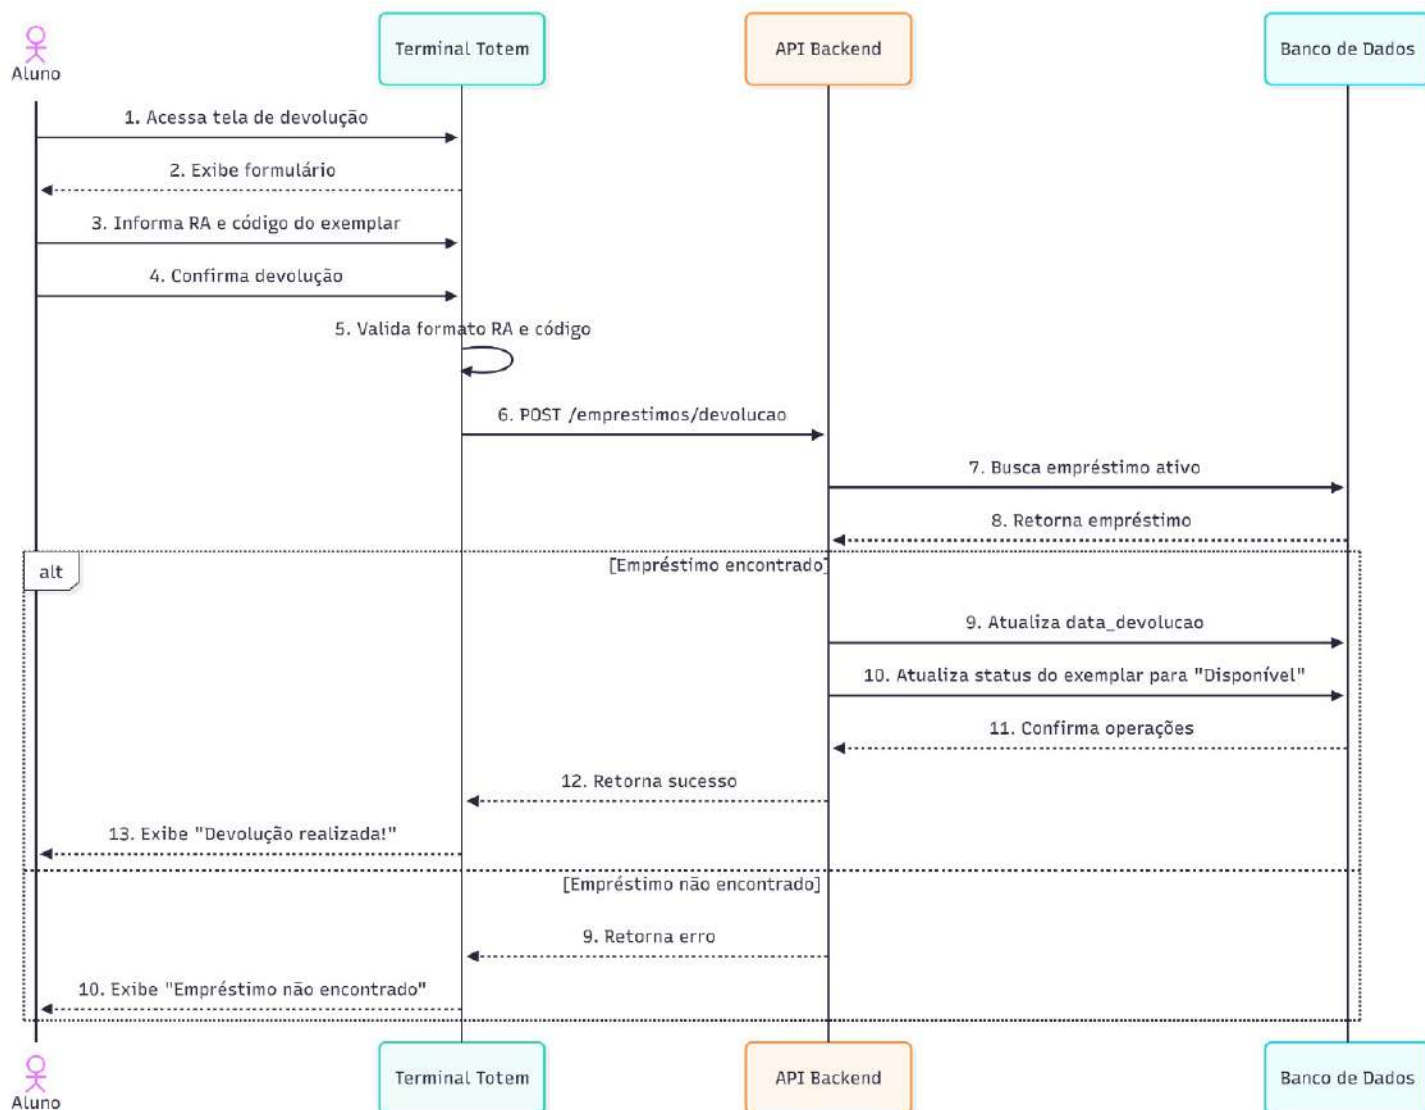 Aluno
Terminal Totem
API Backend
Banco de Dados
1. Acessa tela de devolução
2. Exibe formulário
3. Informa RA e código do exemplar
4. Confirma devolução
5. Valida formato RA e código
6. POST /emprestimos/devolucao
7. Busca empréstimo ativo
8. Retorna empréstimo
alt
[Empréstimo encontrado]
9. Atualiza data_devolucao
10. Atualiza status do exemplar para "Disponível"
11. Confirma operações
12. Retorna sucesso
13. Exibe "Devolução realizada!"
[Empréstimo não encontrado]
9. Retorna erro
10. Exibe "Empréstimo não encontrado"
Aluno
Terminal Totem
API Backend
Banco de Dados